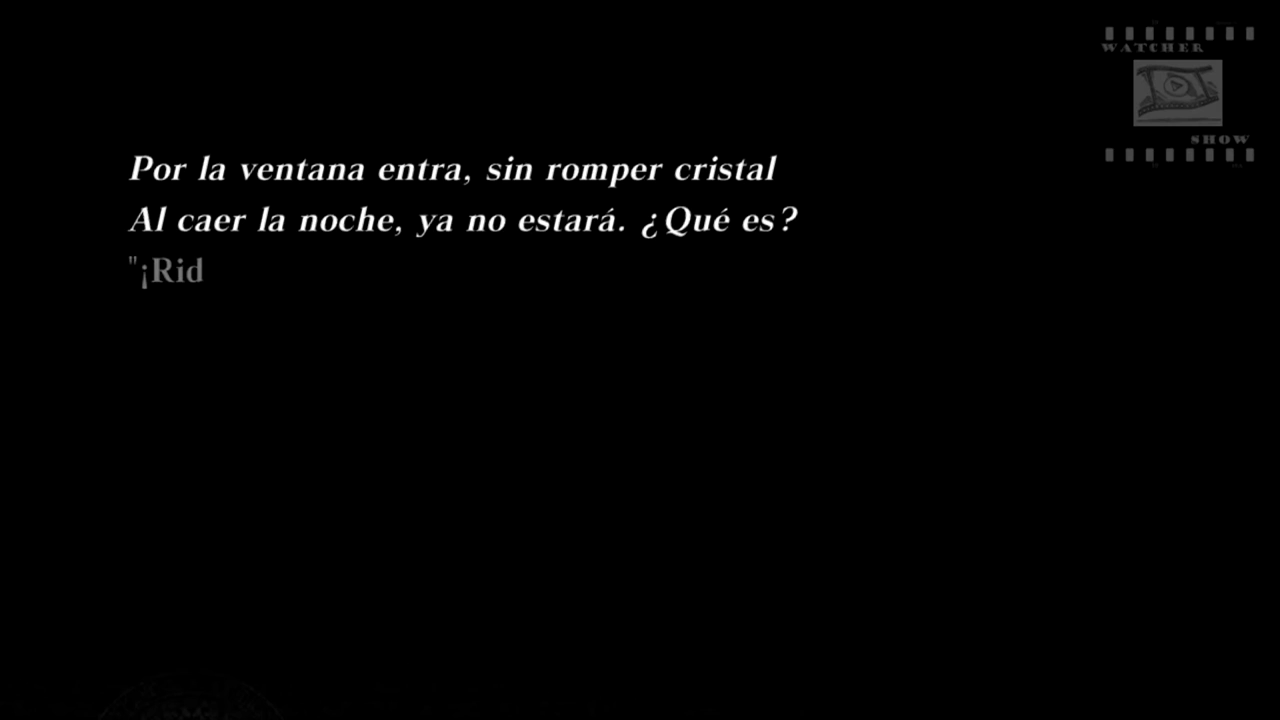 WATCHER
SHOW
Por la ventana entra, sin romper cristal
Al caer la noche, ya no estará. ¿Qué es?
"¡Rid